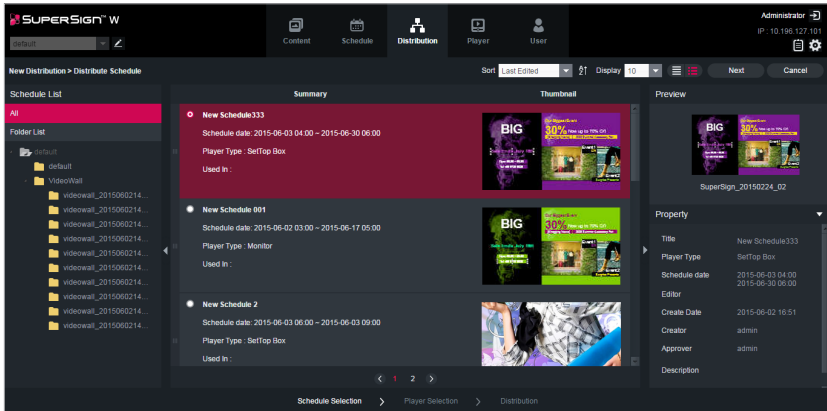 SUPERSIGN™ W
default
Content
Schedule
Distribution
Player
User
Administrator
IP : 10.196.127.101
New Distribution > Distribute Schedule
Sort Last Edited
Display 10
Next
Cancel
Schedule List
All
Folder List
default
default
VideoWall
videowall_2015060214...
videowall_2015060214...
videowall_2015060214...
videowall_2015060214...
videowall_2015060214...
videowall_2015060214...
videowall_2015060214...
videowall_2015060214...
Summary
Thumbnail
New Schedule333
Schedule date: 2015-06-03 04:00 ~ 2015-06-30 06:00
Player Type : SetTop Box
Used In :
BIG
30%
New Schedule 001
Schedule date: 2015-06-02 03:00 ~ 2015-06-17 05:00
Player Type : Monitor
Used In :
BIG
30%
New Schedule 2
Schedule date: 2015-06-03 06:00 ~ 2015-06-03 09:00
Player Type : SetTop Box
Used In :
1 2
Preview
BIG
30%
SuperSign_20150224_02
Property
Title New Schedule333
Player Type SetTop Box
Schedule date 2015-06-03 04:00
2015-06-30 06:00
Editor
Create Date 2015-06-02 16:51
Creator admin
Approver admin
Description
Schedule Selection
Player Selection
Distribution